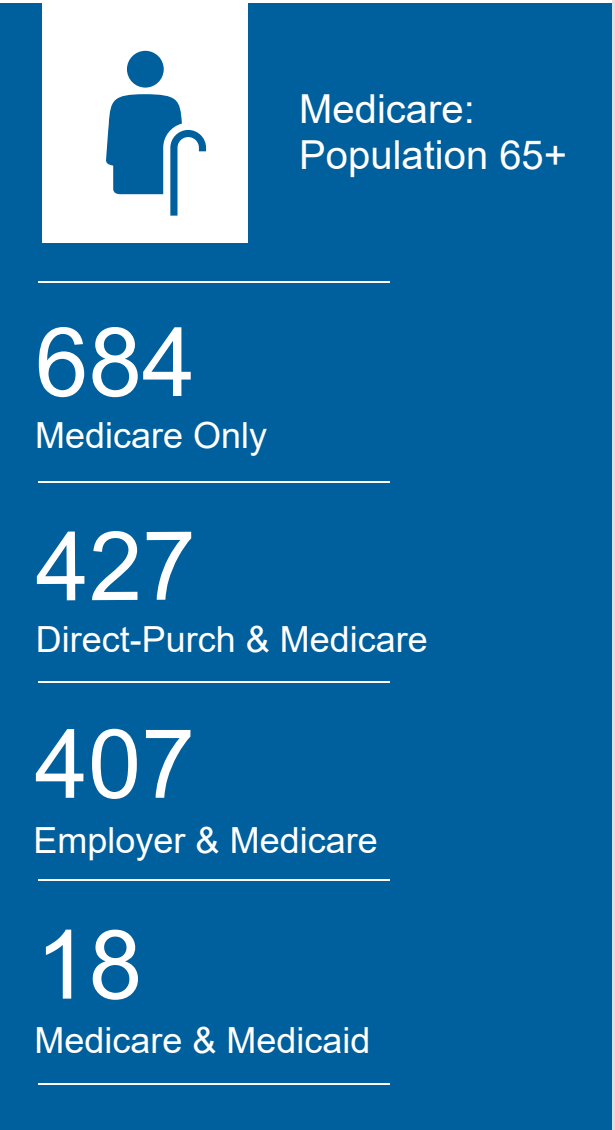 Medicare:
Population 65+
684
Medicare Only
427
Direct-Purch & Medicare
407
Employer & Medicare
18
Medicare & Medicaid